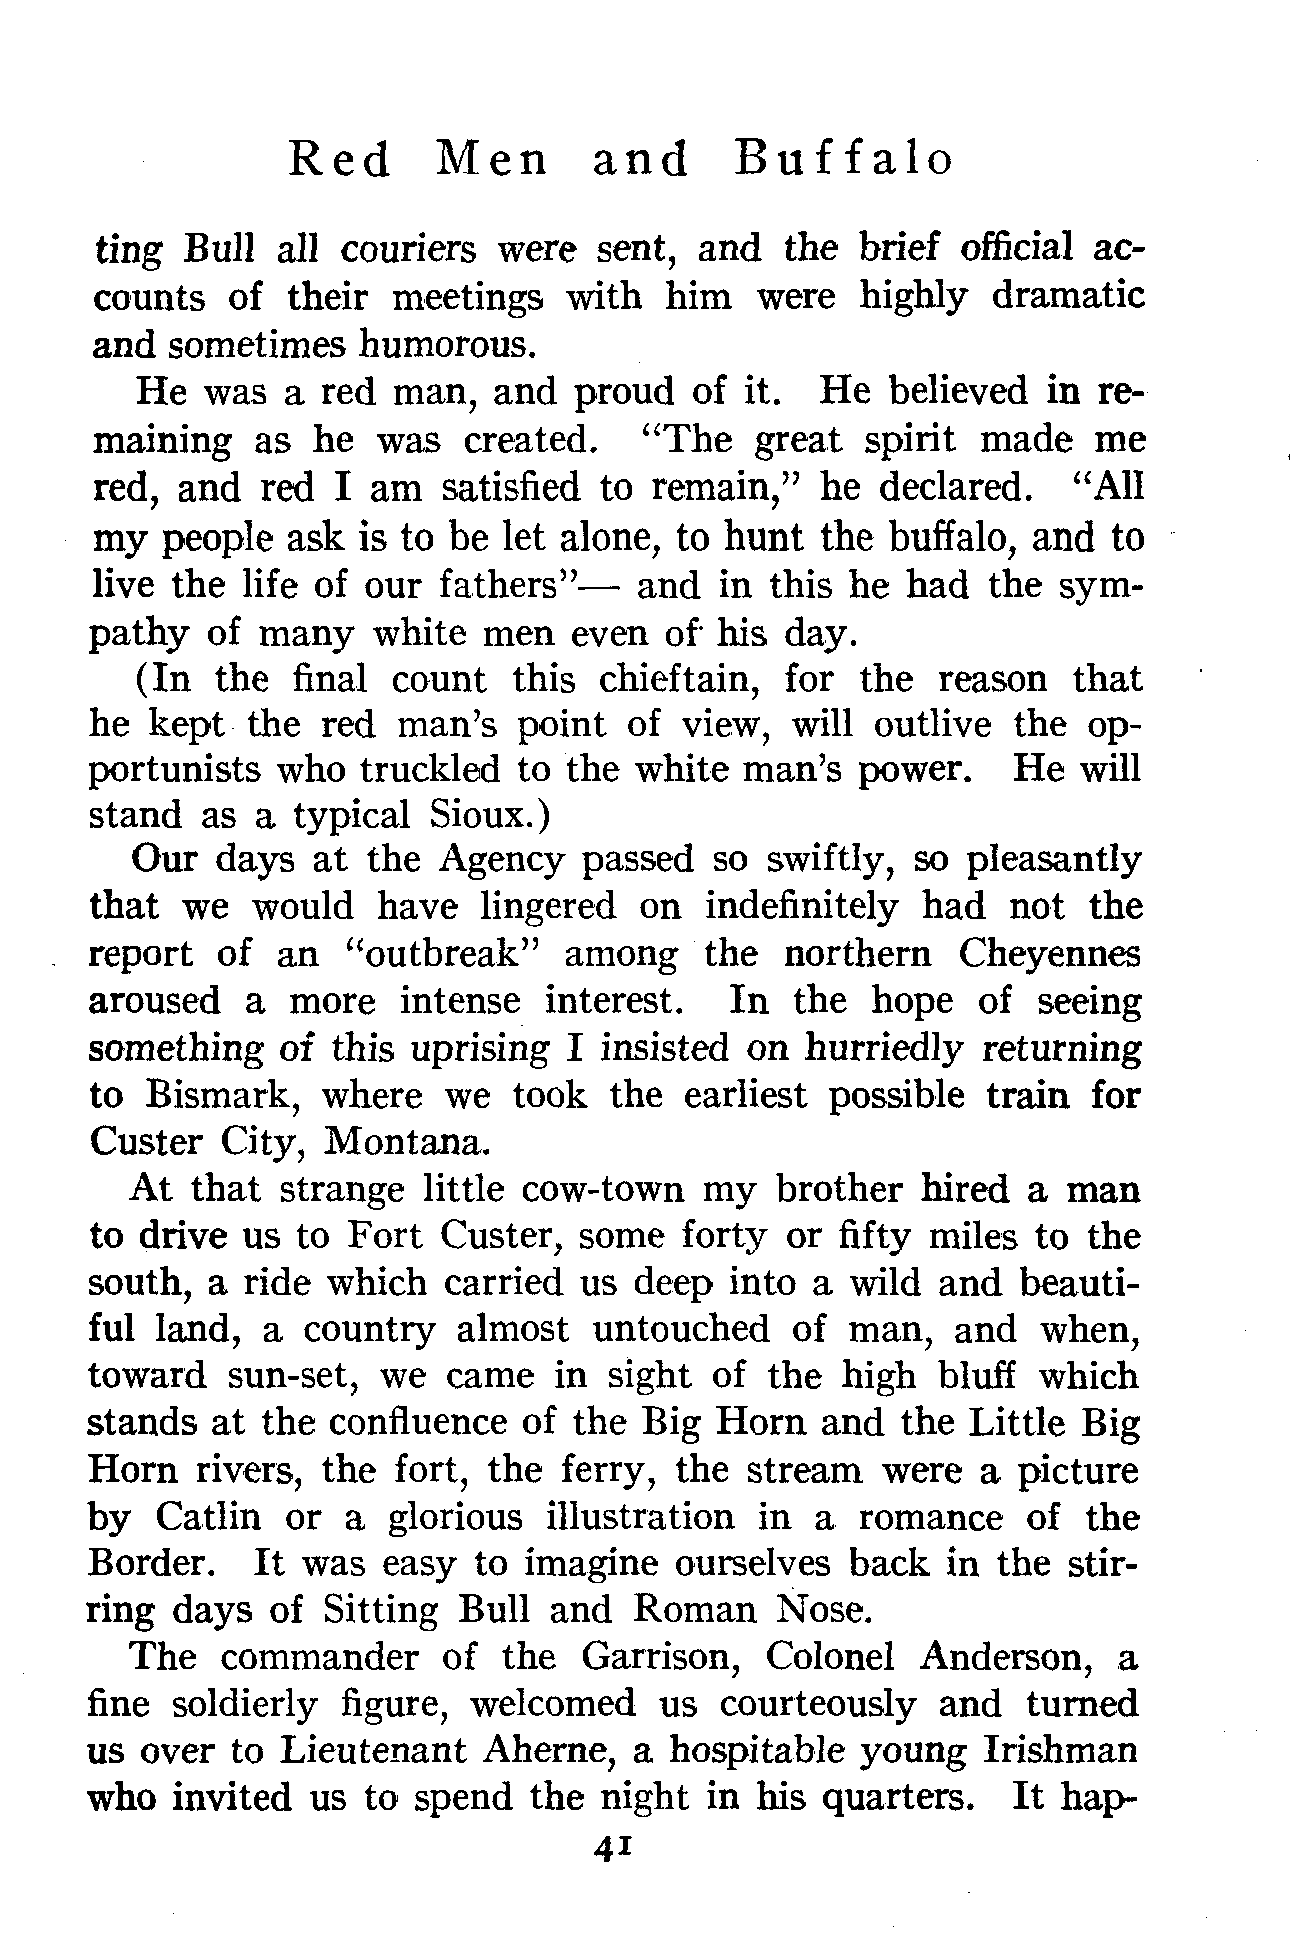 Red Men and Buffalo
ting Bull all couriers were sent, and the brief official ac-
counts of their meetings with him were highly dramatic
and sometimes humorous.
He was a red man, and proud of it. He believed in re-
maining as he was created. “The great spirit made me
red, and red I am satisfied to remain,” he declared. “All
my people ask is to be let alone, to hunt the buffalo, and to
live the life of our fathers”— and in this he had the sym-
pathy of many white men even of his day.
(In the final count this chieftain, for the reason that
he kept the red man’s point of view, will outlive the op-
portunists who truckled to the white man’s power. He will
stand as a typical Sioux.)
Our days at the Agency passed so swiftly, so pleasantly
that we would have lingered on indefinitely had not the
report of an “outbreak” among the northern Cheyennes
aroused a more intense interest. In the hope of seeing
something of this uprising I insisted on hurriedly returning
to Bismark, where we took the earliest possible train for
Custer City, Montana.
At that strange little cow-town my brother hired a man
to drive us to Fort Custer, some forty or fifty miles to the
south, a ride which carried us deep into a wild and beauti-
ful land, a country almost untouched of man, and when,
toward sun-set, we came in sight of the high bluff which
stands at the confluence of the Big Horn and the Little Big
Horn rivers, the fort, the ferry, the stream were a picture
by Catlin or a glorious illustration in a romance of the
Border. It was easy to imagine ourselves back in the stir-
ring days of Sitting Bull and Roman Nose.
The commander of the Garrison, Colonel Anderson, a
fine soldierly figure, welcomed us courteously and turned
us over to Lieutenant Aherne, a hospitable young Irishman
who invited us to spend the night in his quarters. It hap-
41